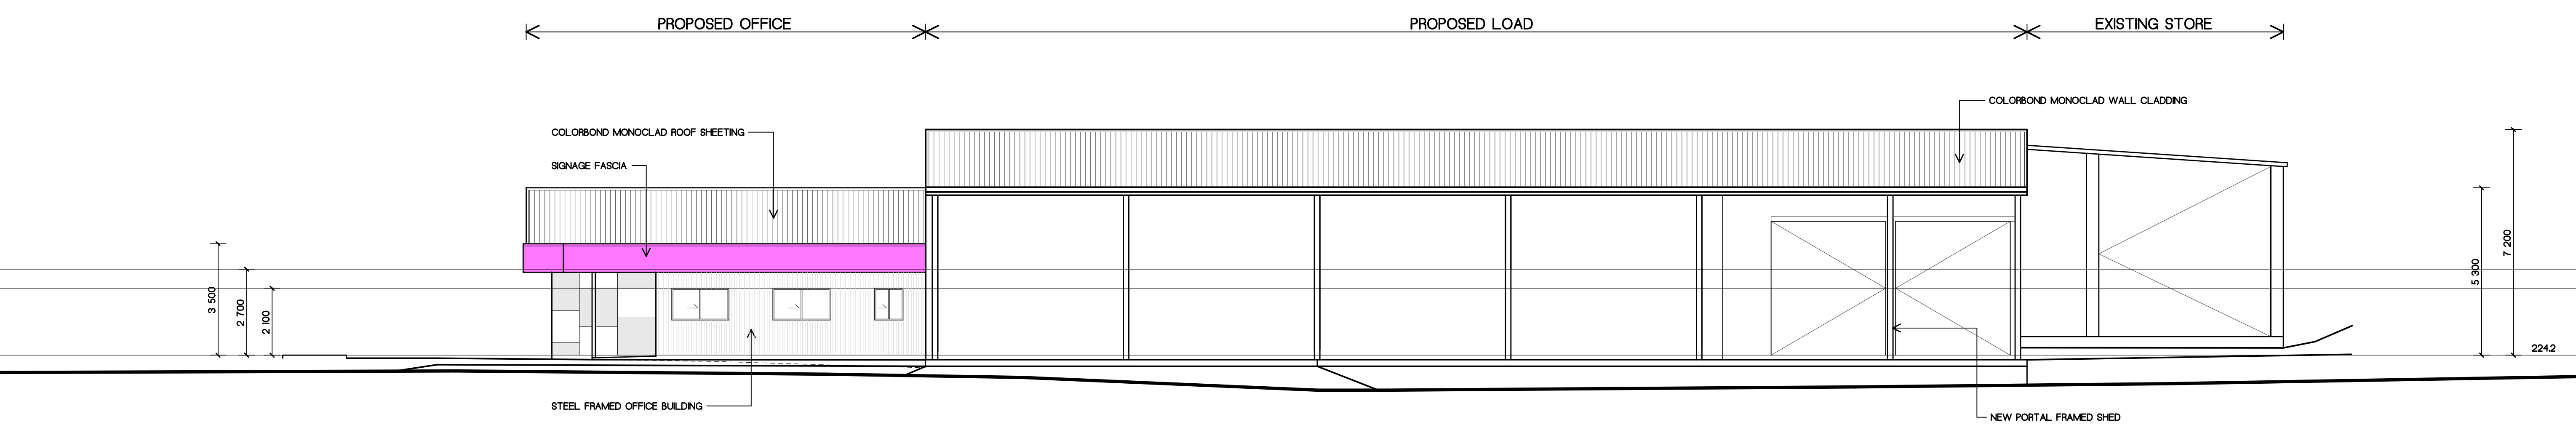 PROPOSED OFFICE
PROPOSED LOAD
EXISTING STORE
COLORBOND MONOCLAD WALL CLADDING
COLORBOND MONOCLAD ROOF SHEETING
SIGNAGE FASCIA
3 500
2 700
2 100
5 300
7 200
224.2
STEEL FRAMED OFFICE BUILDING
NEW PORTAL FRAMED SHED